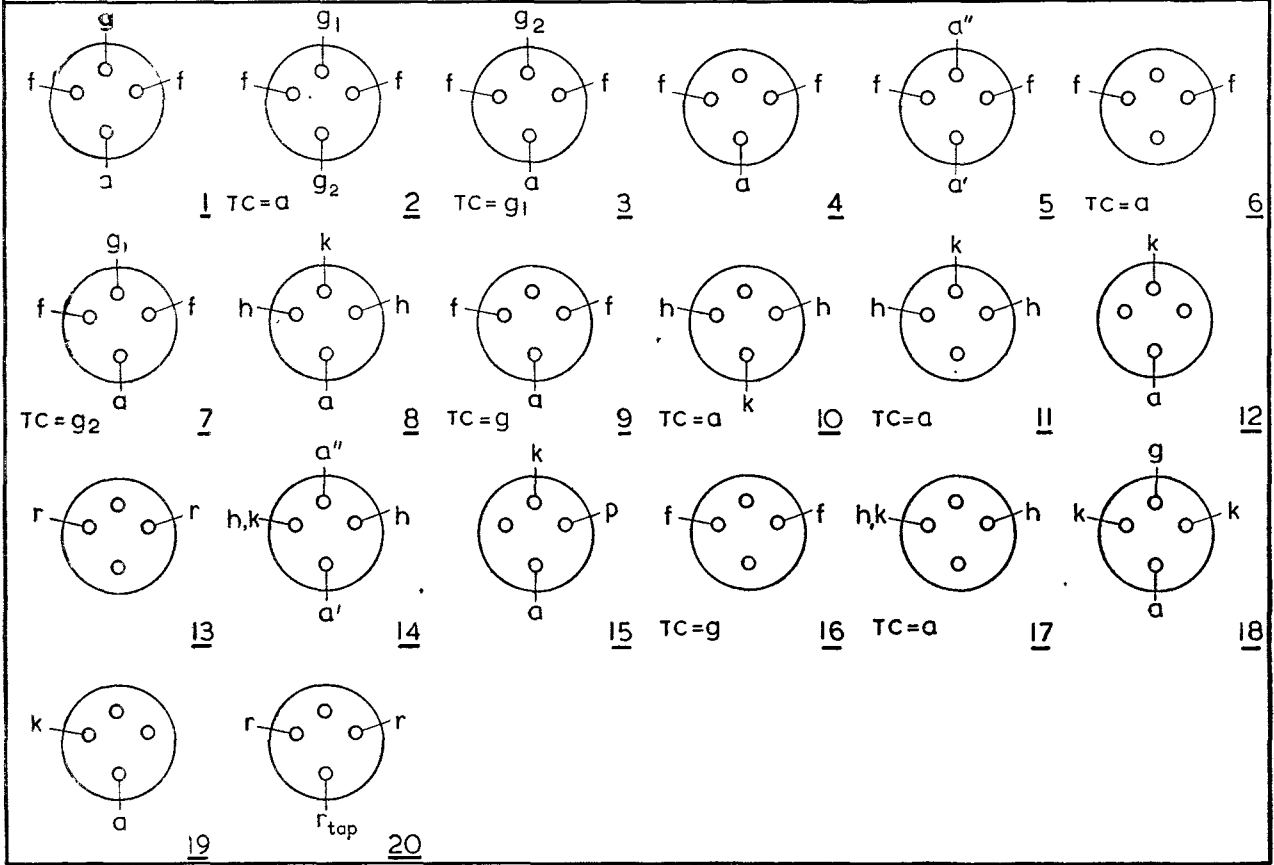 g g₁ g₂ a''
f f f f f f f f f f f f
a g₂ a a a'
1 TC=a 2 TC=g₁ 3 4 5 TC=a 6
g₁ k k k
f f h h f f h h h h
a a a k a
TC=g₂ 7 8 TC=g 9 TC=a 10 TC=a 11 12
a'' k g
r r h,k h p f f h,k h k k
a' a a
13 14 15 TC=g 16 TC=a 17 18
k r r
a r tap
19 20